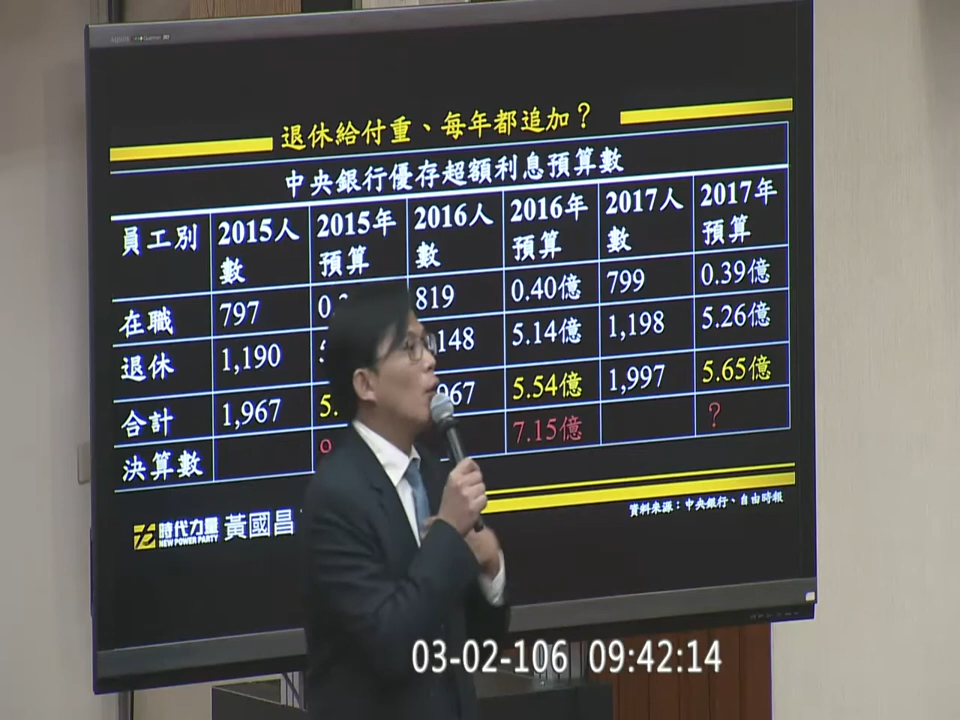 退休給付重、每年都追加？
中央銀行優存超額利息預算數
員工別 2015人數 2015年預算 2016人數 2016年預算 2017人數 2017年預算
在職 797 0. 819 0.40億 799 0.39億
退休 1,190 148 5.14億 1,198 5.26億
合計 1,967 5. 967 5.54億 1,997 5.65億
決算數 7.15億 ?
資料來源：中央銀行、自由時報
時代力量 黃國昌
NEW POWER PARTY
03-02-106 09:42:14